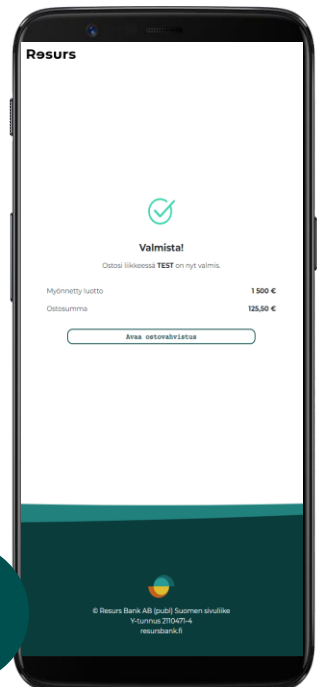 Resurs
Valmista!
Ostosi liikkeessä TEST on nyt valmis.
Myönnetty luotto 1 500 €
Ostosumma 125,50 €
Avaa ostovahvistus
© Resurs Bank AB (publ) Suomen sivuliike
Y-tunnus 2110471-4
resursbank.fi